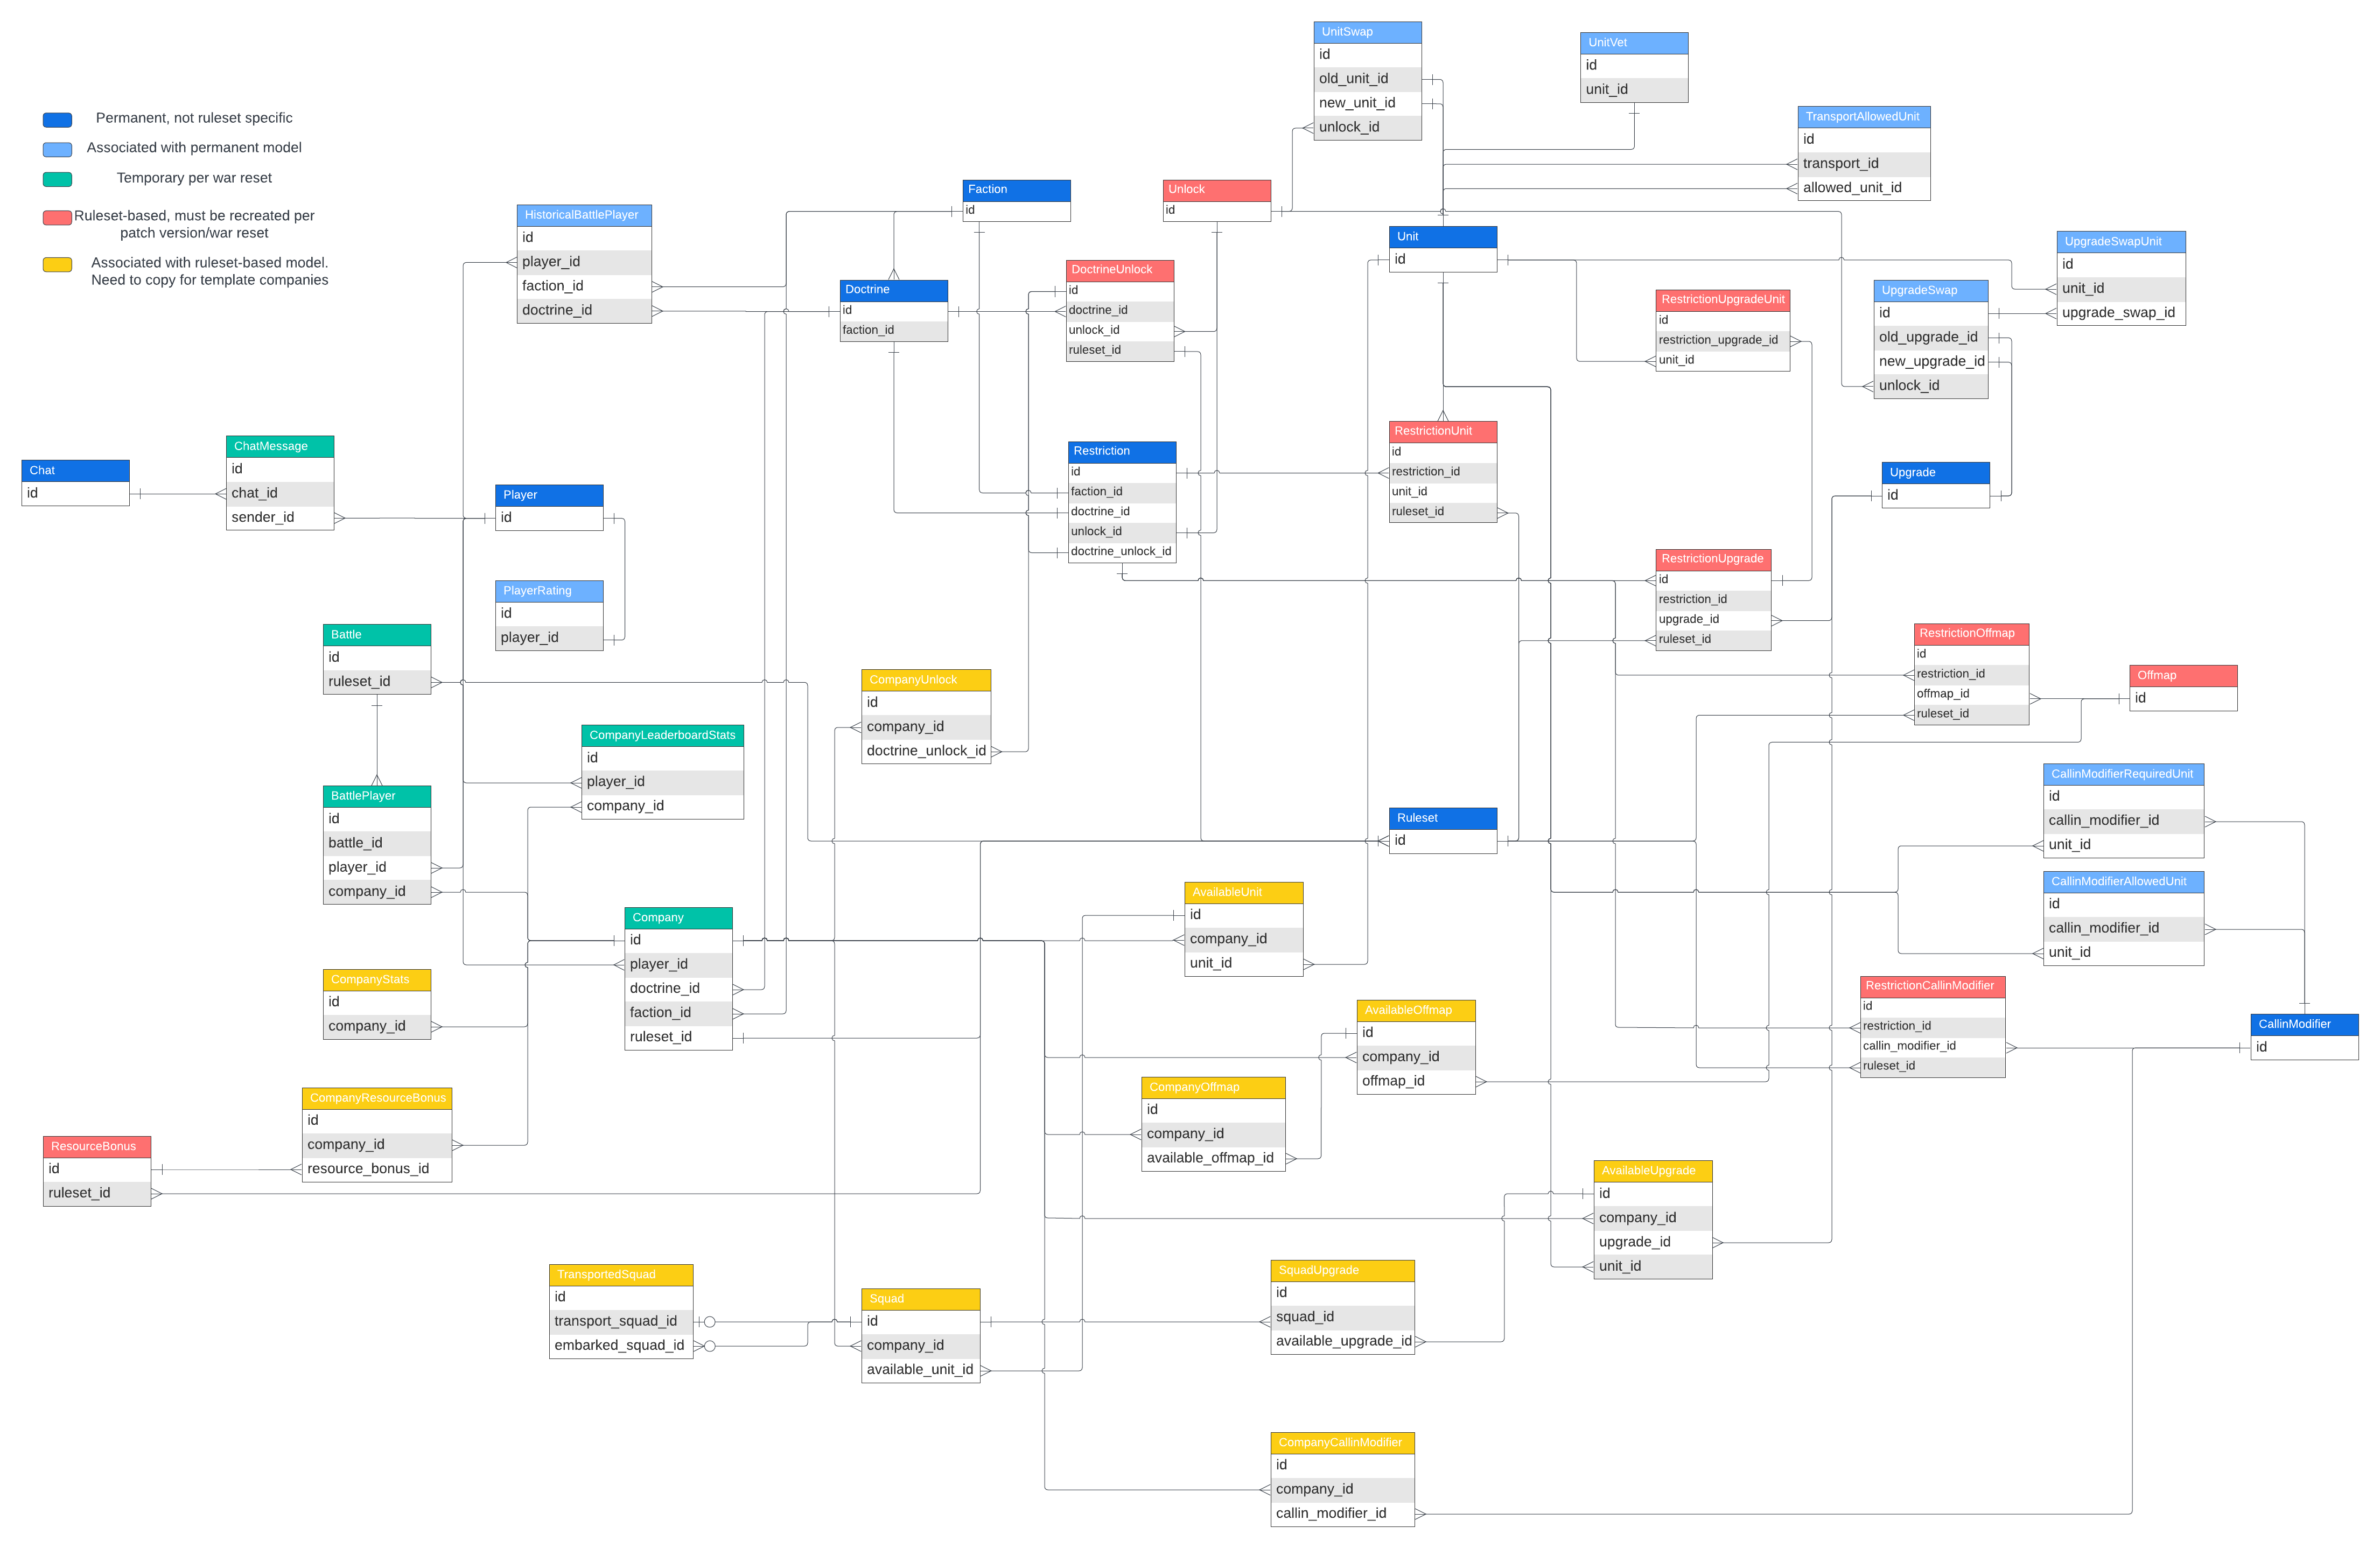 Permanent, not ruleset specific
Associated with permanent model
Temporary per war reset
Ruleset-based, must be recreated per
patch version/war reset
Associated with ruleset-based model.
Need to copy for template companies
UnitSwap
id
old_unit_id
new_unit_id
unlock_id
UnitVet
id
unit_id
TransportAllowedUnit
id
transport_id
allowed_unit_id
Faction
id
Unlock
id
HistoricalBattlePlayer
id
player_id
faction_id
doctrine_id
Unit
id
UpgradeSwapUnit
id
unit_id
upgrade_swap_id
DoctrineUnlock
id
doctrine_id
unlock_id
ruleset_id
Doctrine
id
faction_id
UpgradeSwap
id
old_upgrade_id
new_upgrade_id
unlock_id
RestrictionUpgradeUnit
id
restriction_upgrade_id
unit_id
RestrictionUnit
id
restriction_id
unit_id
ruleset_id
ChatMessage
id
chat_id
sender_id
Restriction
id
faction_id
doctrine_id
unlock_id
doctrine_unlock_id
Chat
id
Upgrade
id
Player
id
RestrictionUpgrade
id
restriction_id
upgrade_id
ruleset_id
PlayerRating
id
player_id
Battle
id
ruleset_id
RestrictionOffmap
id
restriction_id
offmap_id
ruleset_id
Offmap
id
CompanyUnlock
id
company_id
doctrine_unlock_id
CompanyLeaderboardStats
id
player_id
company_id
CallinModifierRequiredUnit
id
callin_modifier_id
unit_id
BattlePlayer
id
battle_id
player_id
company_id
Ruleset
id
CallinModifierAllowedUnit
id
callin_modifier_id
unit_id
AvailableUnit
id
company_id
unit_id
Company
id
player_id
doctrine_id
faction_id
ruleset_id
CompanyStats
id
company_id
RestrictionCallinModifier
id
restriction_id
callin_modifier_id
ruleset_id
AvailableOffmap
id
company_id
offmap_id
CallinModifier
id
CompanyOffmap
id
company_id
available_offmap_id
CompanyResourceBonus
id
company_id
resource_bonus_id
ResourceBonus
id
ruleset_id
AvailableUpgrade
id
company_id
upgrade_id
unit_id
SquadUpgrade
id
squad_id
available_upgrade_id
TransportedSquad
id
transport_squad_id
embarked_squad_id
Squad
id
company_id
available_unit_id
CompanyCallinModifier
id
company_id
callin_modifier_id